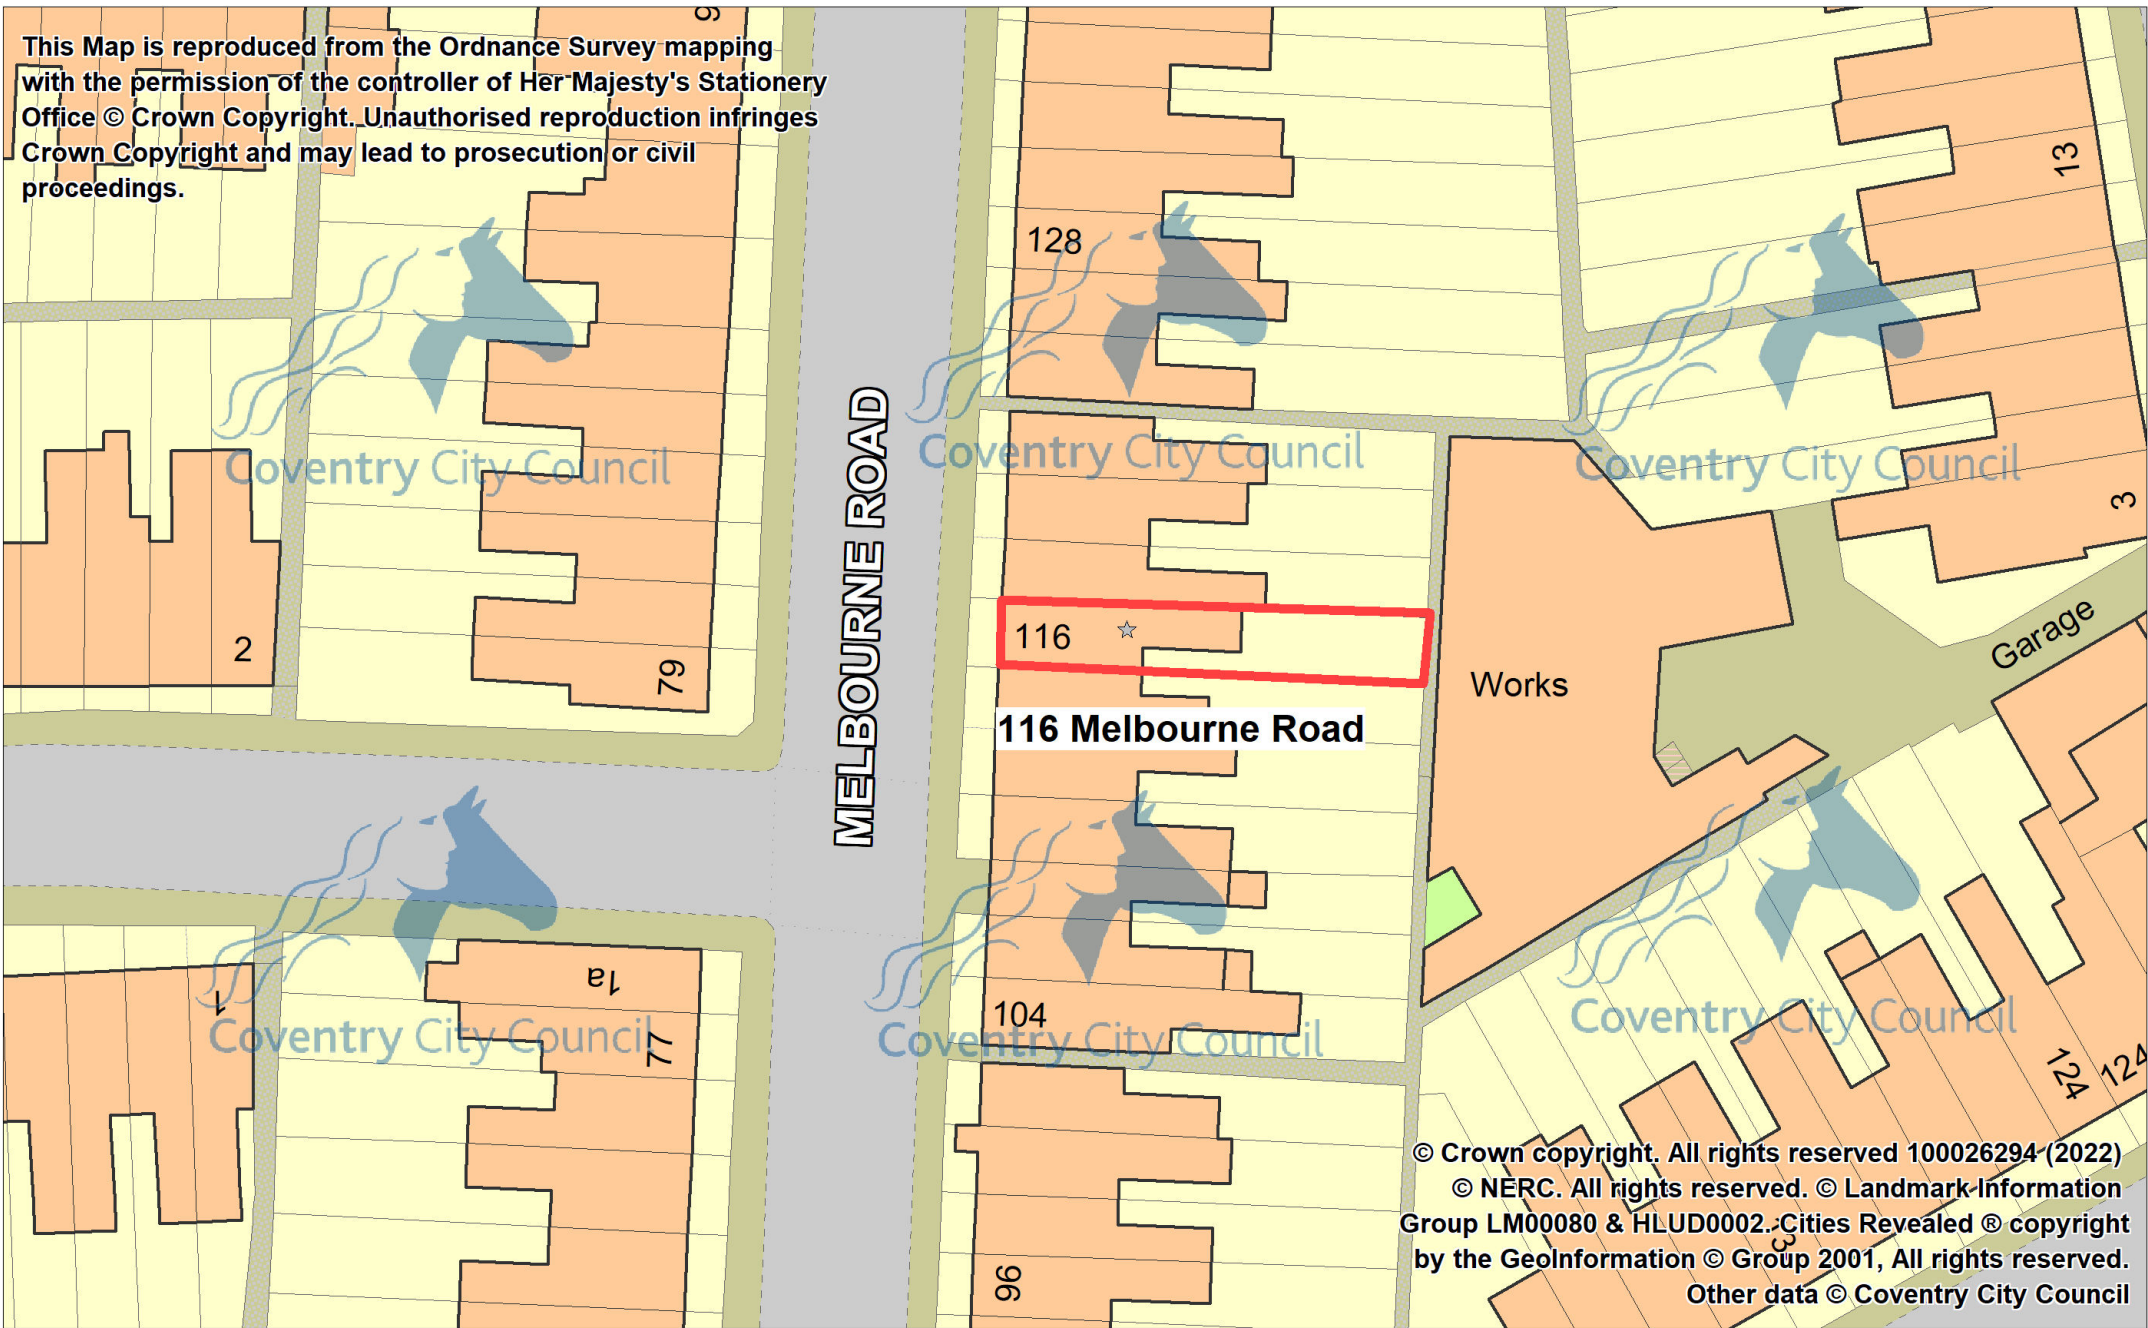 This Map is reproduced from the Ordnance Survey mapping
with the permission of the controller of Her Majesty's Stationery
Office © Crown Copyright. Unauthorised reproduction infringes
Crown Copyright and may lead to prosecution or civil
proceedings.
13
128
Coventry City Council
Coventry City Council
Coventry City Council
3
MELBOURNE ROAD
2
79
116
Works
Garage
116 Melbourne Road
1a
1
77
104
Coventry City Council
Coventry City Council
Coventry City Council
124
124
96
3
© Crown copyright. All rights reserved 100026294 (2022)
© NERC. All rights reserved. © Landmark Information
Group LM00080 & HLUD0002. Cities Revealed ® copyright
by the GeoInformation © Group 2001, All rights reserved.
Other data © Coventry City Council